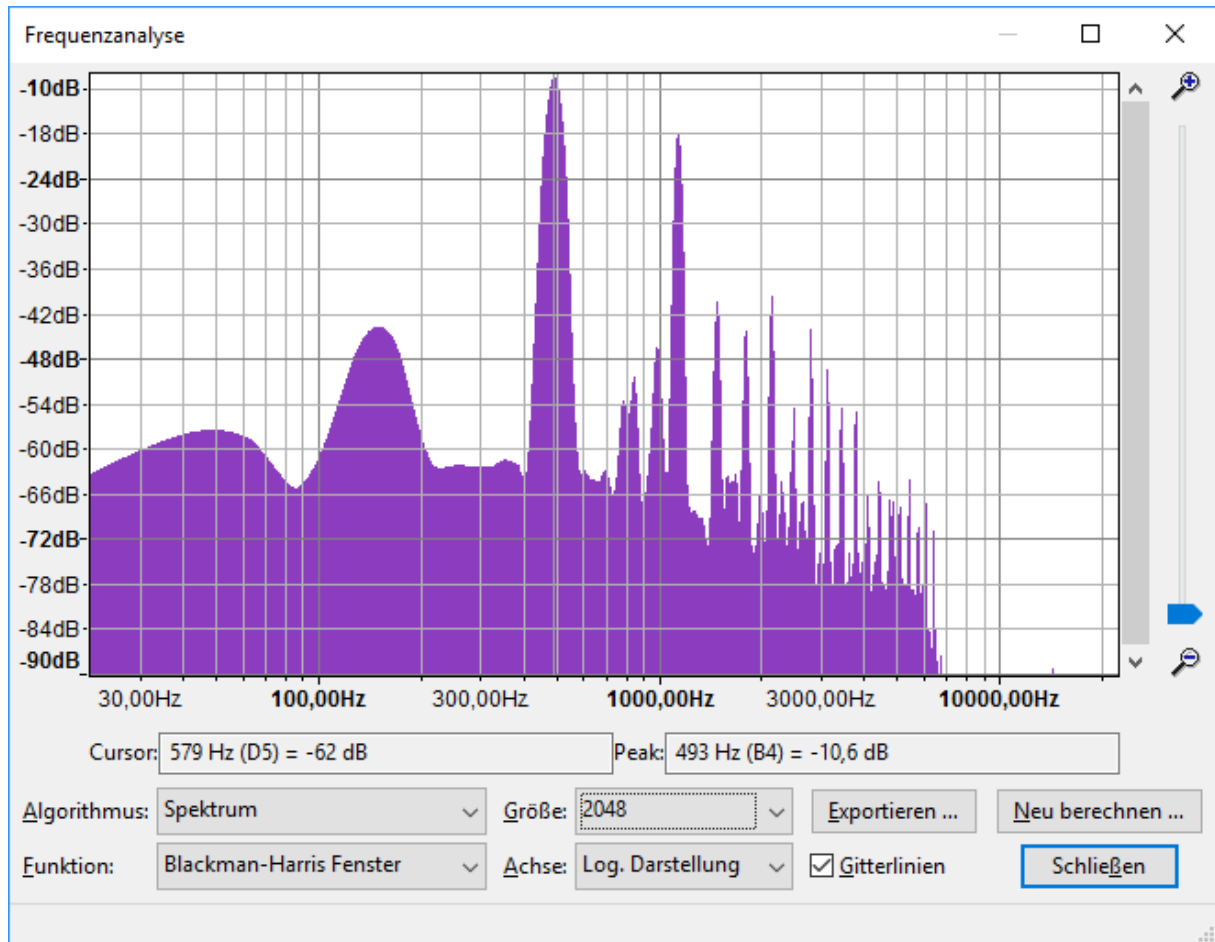 Frequenzanalyse
-10dB
-18dB
-24dB
-30dB
-36dB
-42dB
-48dB
-54dB
-60dB
-66dB
-72dB
-78dB
-84dB
-90dB
30,00Hz 100,00Hz 300,00Hz 1000,00Hz 3000,00Hz 10000,00Hz
Cursor: 579 Hz (D5) = -62 dB Peak: 493 Hz (B4) = -10,6 dB
Algorithmus: Spektrum Größe: 2048 Exportieren ... Neu berechnen ...
Funktion: Blackman-Harris Fenster Achse: Log. Darstellung Gitterlinien Schließen